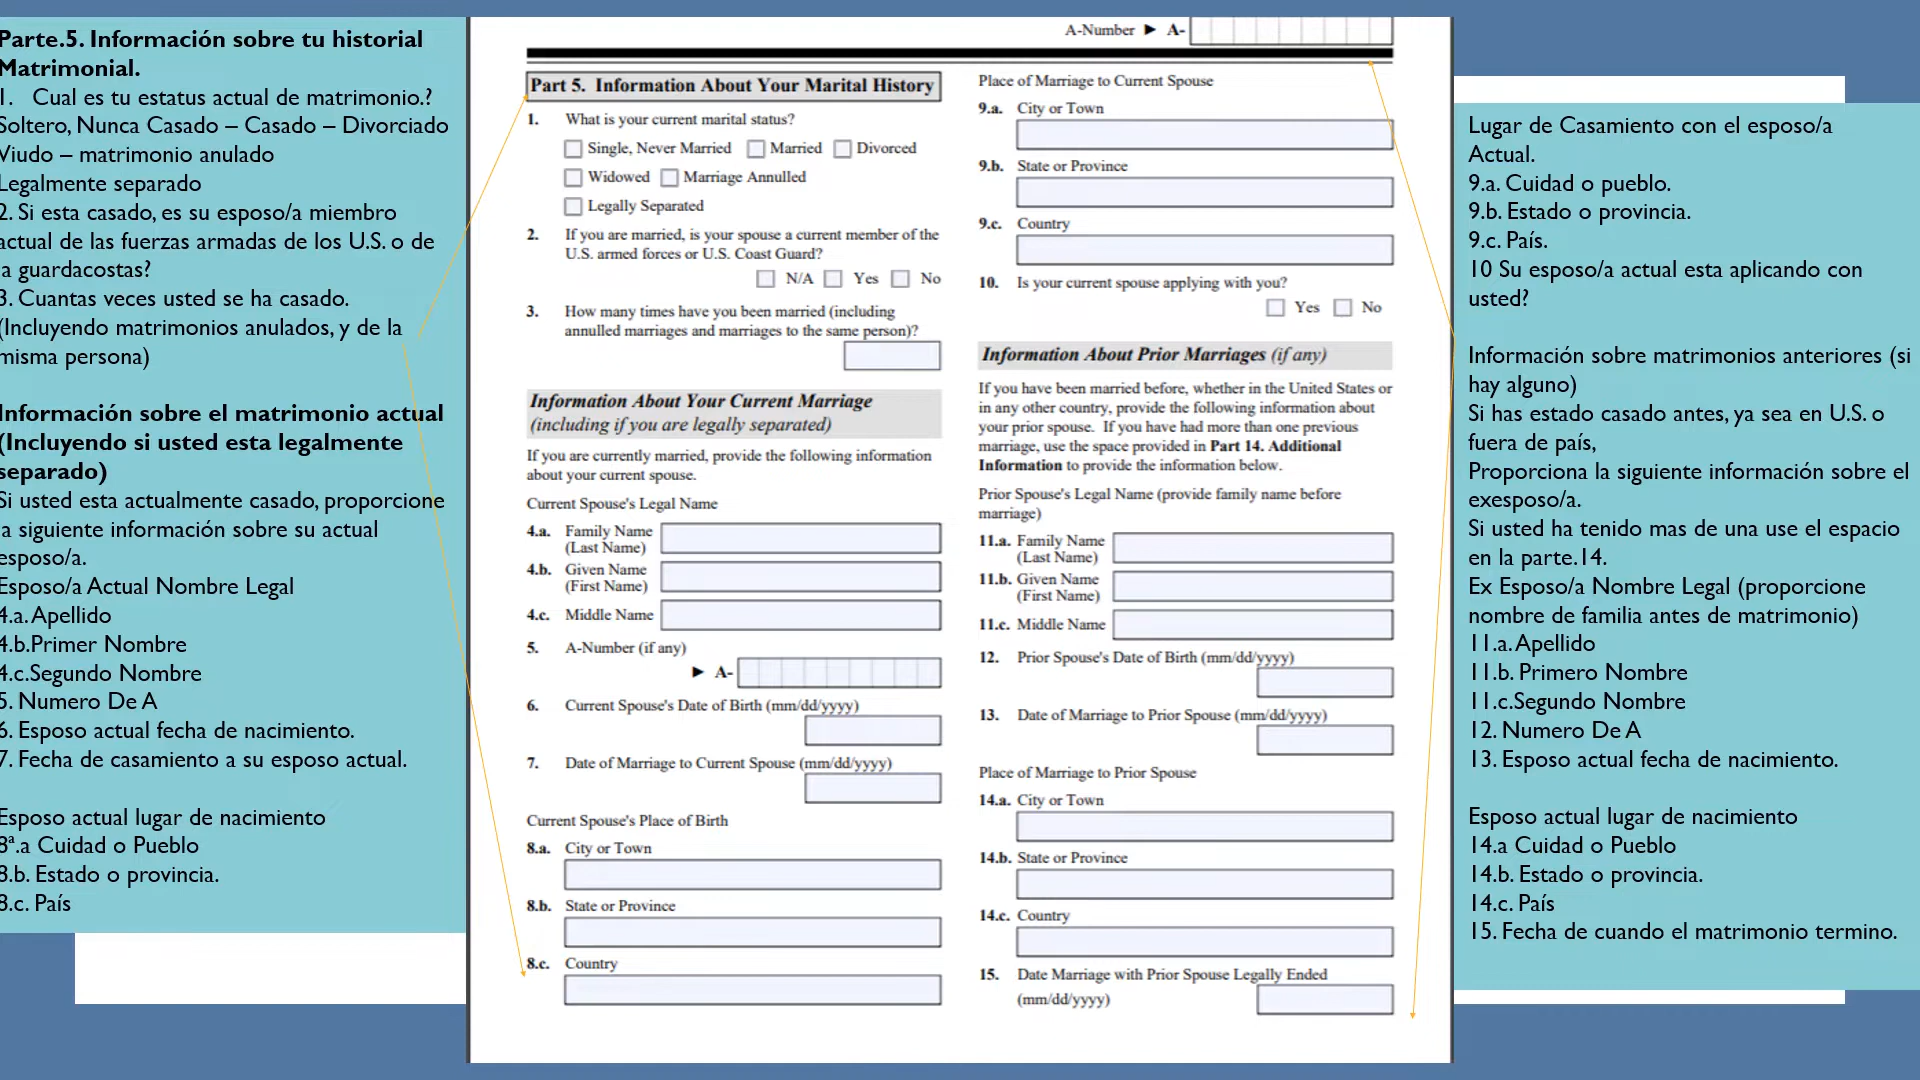 Parte.5. Información sobre tu historial
Matrimonial.
1. Cual es tu estatus actual de matrimonio.?
Soltero, Nunca Casado – Casado – Divorciado
Viudo – matrimonio anulado
Legalmente separado
2. Si esta casado, es su esposo/a miembro
actual de las fuerzas armadas de los U.S. o de
la guardacostas?
3. Cuantas veces usted se ha casado.
(Incluyendo matrimonios anulados, y de la
misma persona)
Información sobre el matrimonio actual
(Incluyendo si usted esta legalmente
separado)
Si usted esta actualmente casado, proporcione
la siguiente información sobre su actual
esposo/a.
Esposo/a Actual Nombre Legal
4.a. Apellido
4.b.Primer Nombre
4.c.Segundo Nombre
5. Numero De A
6. Esposo actual fecha de nacimiento.
7. Fecha de casamiento a su esposo actual.
Esposo actual lugar de nacimiento
8ª.a Cuidad o Pueblo
8.b. Estado o provincia.
8.c. País
A-Number ► A-
Part 5. Information About Your Marital History
1. What is your current marital status?
Single, Never Married Married Divorced
Widowed Marriage Annulled
Legally Separated
2. If you are married, is your spouse a current member of the
U.S. armed forces or U.S. Coast Guard?
N/A Yes No
3. How many times have you been married (including
annulled marriages and marriages to the same person)?
Information About Your Current Marriage
(including if you are legally separated)
If you are currently married, provide the following information
about your current spouse.
Current Spouse's Legal Name
4.a. Family Name
(Last Name)
4.b. Given Name
(First Name)
4.c. Middle Name
5. A-Number (if any)
► A-
6. Current Spouse's Date of Birth (mm/dd/yyyy)
7. Date of Marriage to Current Spouse (mm/dd/yyyy)
Current Spouse's Place of Birth
8.a. City or Town
8.b. State or Province
8.c. Country
Place of Marriage to Current Spouse
9.a. City or Town
9.b. State or Province
9.c. Country
10. Is your current spouse applying with you?
Yes No
Information About Prior Marriages (if any)
If you have been married before, whether in the United States or
in any other country, provide the following information about
your prior spouse. If you have had more than one previous
marriage, use the space provided in Part 14. Additional
Information to provide the information below.
Prior Spouse's Legal Name (provide family name before
marriage)
11.a. Family Name
(Last Name)
11.b. Given Name
(First Name)
11.c. Middle Name
12. Prior Spouse's Date of Birth (mm/dd/yyyy)
13. Date of Marriage to Prior Spouse (mm/dd/yyyy)
Place of Marriage to Prior Spouse
14.a. City or Town
14.b. State or Province
14.c. Country
15. Date Marriage with Prior Spouse Legally Ended
(mm/dd/yyyy)
Lugar de Casamiento con el esposo/a
Actual.
9.a. Cuidad o pueblo.
9.b. Estado o provincia.
9.c. País.
10 Su esposo/a actual esta aplicando con
usted?
Información sobre matrimonios anteriores (si
hay alguno)
Si has estado casado antes, ya sea en U.S. o
fuera de país,
Proporciona la siguiente información sobre el
exesposo/a.
Si usted ha tenido mas de una use el espacio
en la parte.14.
Ex Esposo/a Nombre Legal (proporcione
nombre de familia antes de matrimonio)
11.a. Apellido
11.b. Primero Nombre
11.c.Segundo Nombre
12. Numero De A
13. Esposo actual fecha de nacimiento.
Esposo actual lugar de nacimiento
14.a Cuidad o Pueblo
14.b. Estado o provincia.
14.c. País
15. Fecha de cuando el matrimonio termino.